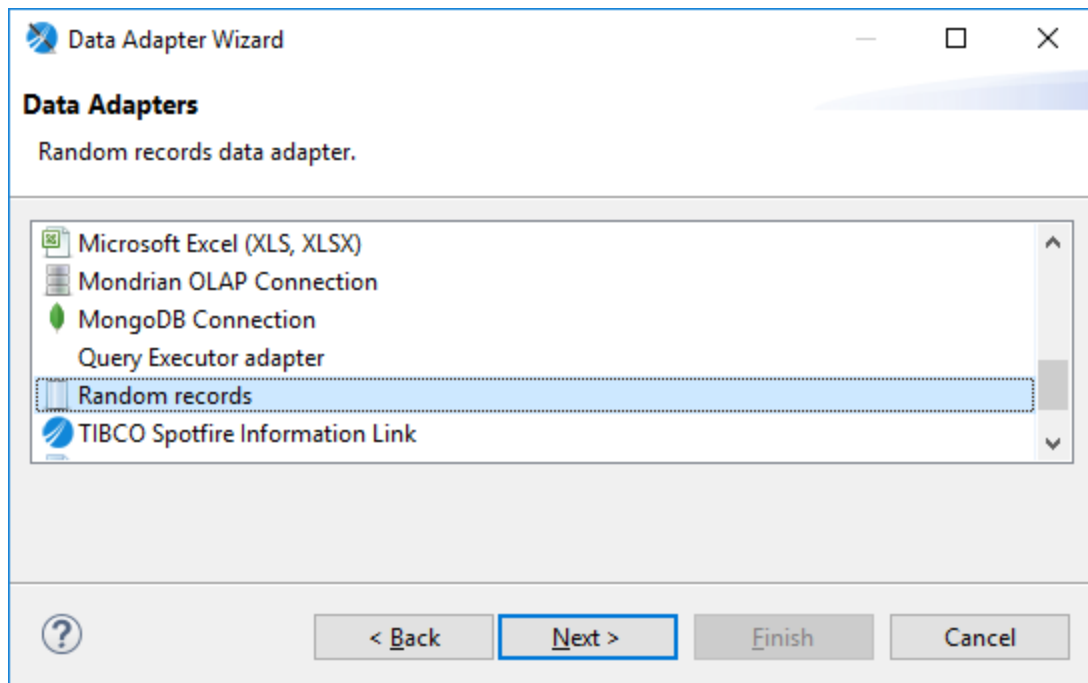 Data Adapter Wizard
Data Adapters
Random records data adapter.
Microsoft Excel (XLS, XLSX)
Mondrian OLAP Connection
MongoDB Connection
Query Executor adapter
Random records
TIBCO Spotfire Information Link
?
< Back
Next >
Finish
Cancel